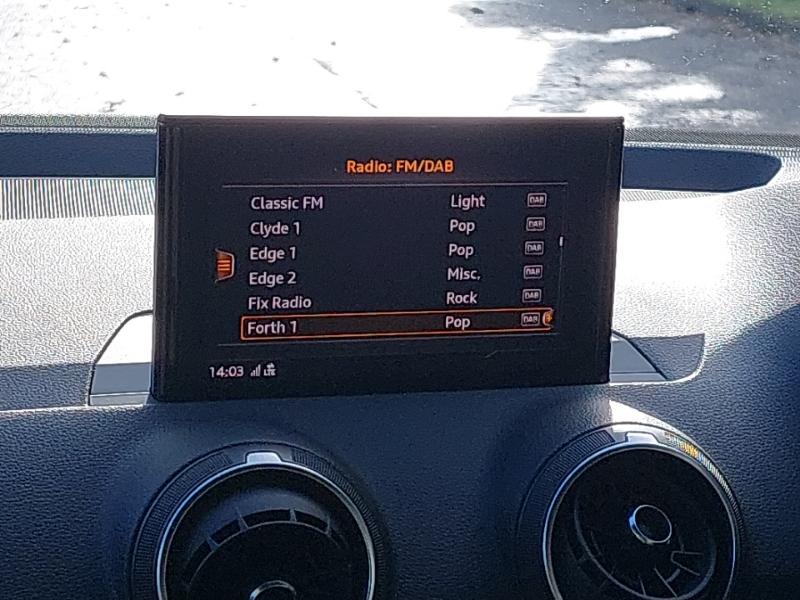 Radio: FM/DAB
Classic FM Light DAB
Clyde 1 Pop DAB
Edge 1 Pop DAB
Edge 2 Misc. DAB
Fix Radio Rock DAB
Forth 1 Pop DAB
14:03 LTE